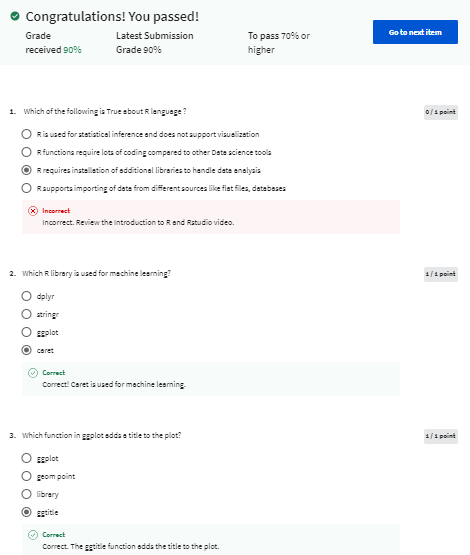 Congratulations! You passed!
Grade received 90%
Latest Submission Grade 90%
To pass 70% or higher
Go to next item
1. Which of the following is True about R language?
0 / 1 point
R is used for statistical inference and does not support visualization
R functions require lots of coding compared to other Data science tools
R requires installation of additional libraries to handle data analysis
R supports importing of data from different sources like flat files, databases
Incorrect
Incorrect. Review the Introduction to R and Rstudio video.
2. Which R library is used for machine learning?
1 / 1 point
dplyr
stringr
ggplot
caret
Correct
Correct! Caret is used for machine learning.
3. Which function in ggplot adds a title to the plot?
1 / 1 point
ggplot
geom point
library
ggtitle
Correct
Correct. The ggtitle function adds the title to the plot.